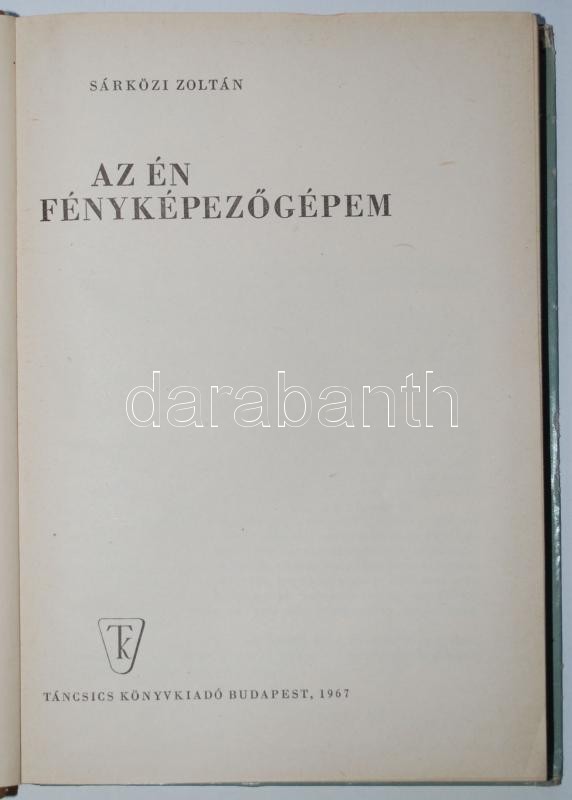 SÁRKÖZI ZOLTÁN
AZ ÉN
FÉNYKÉPEZŐGÉPEM
darabanth
Tk
TÁNCSICS KÖNYVKIADÓ BUDAPEST, 1967